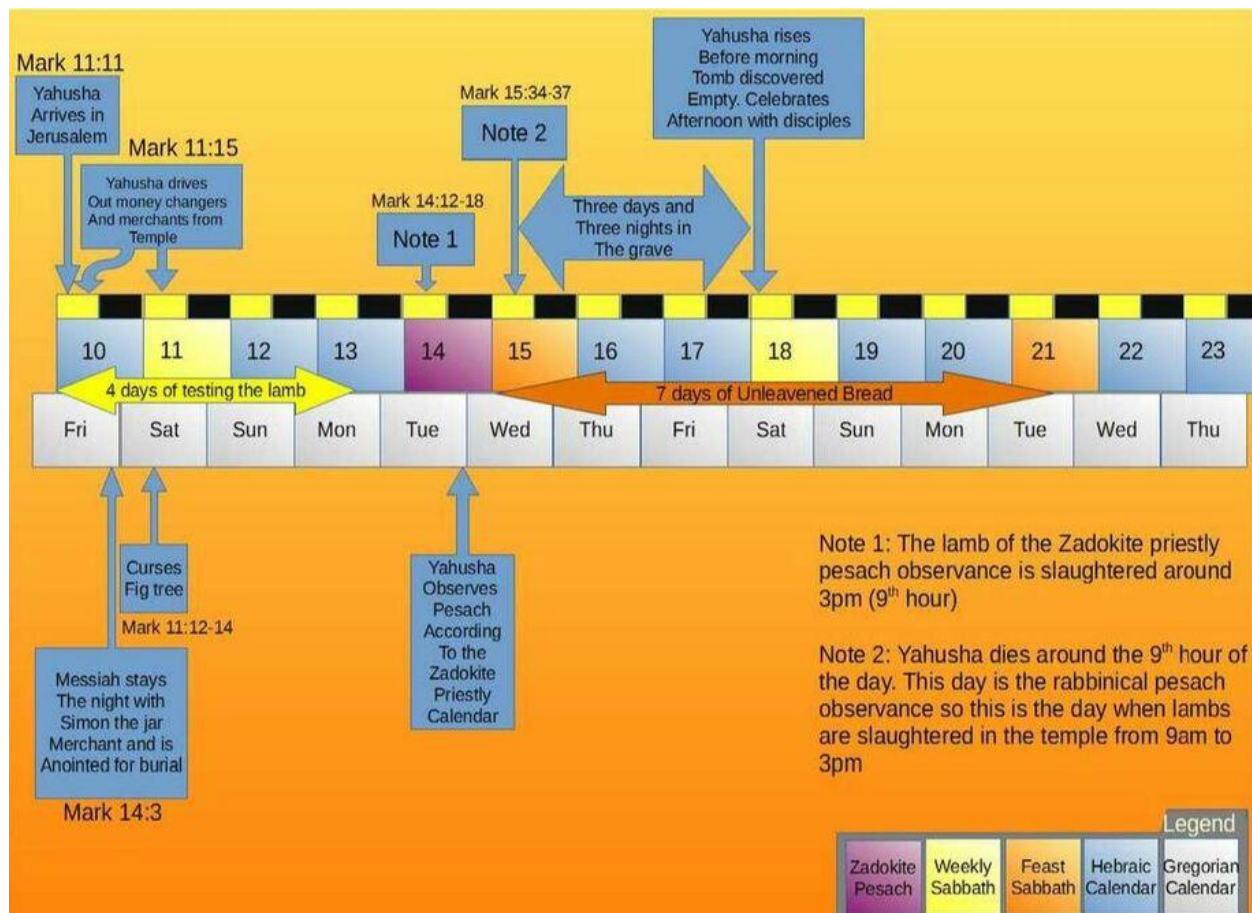 Mark 11:11
Yahusha
Arrives in
Jerusalem
Mark 11:15
Yahusha drives
Out money changers
And merchants from
Temple
Mark 14:12-18
Note 1
Mark 15:34-37
Note 2
Three days and
Three nights in
The grave
Yahusha rises
Before morning
Tomb discovered
Empty. Celebrates
Afternoon with disciples
10 11 12 13 14 15 16 17 18 19 20 21 22 23
4 days of testing the lamb
7 days of Unleavened Bread
Fri Sat Sun Mon Tue Wed Thu Fri Sat Sun Mon Tue Wed Thu
Messiah stays
The night with
Simon the jar
Merchant and is
Anointed for burial
Mark 14:3
Curses
Fig tree
Mark 11:12-14
Yahusha
Observes
Pesach
According
To the
Zadokite
Priestly
Calendar
Note 1: The lamb of the Zadokite priestly
pesach observance is slaughtered around
3pm (9th hour)
Note 2: Yahusha dies around the 9th hour of
the day. This day is the rabbinical pesach
observance so this is the day when lambs
are slaughtered in the temple from 9am to
3pm
Legend
Zadokite
Pesach
Weekly
Sabbath
Feast
Sabbath
Hebraic
Calendar
Gregorian
Calendar